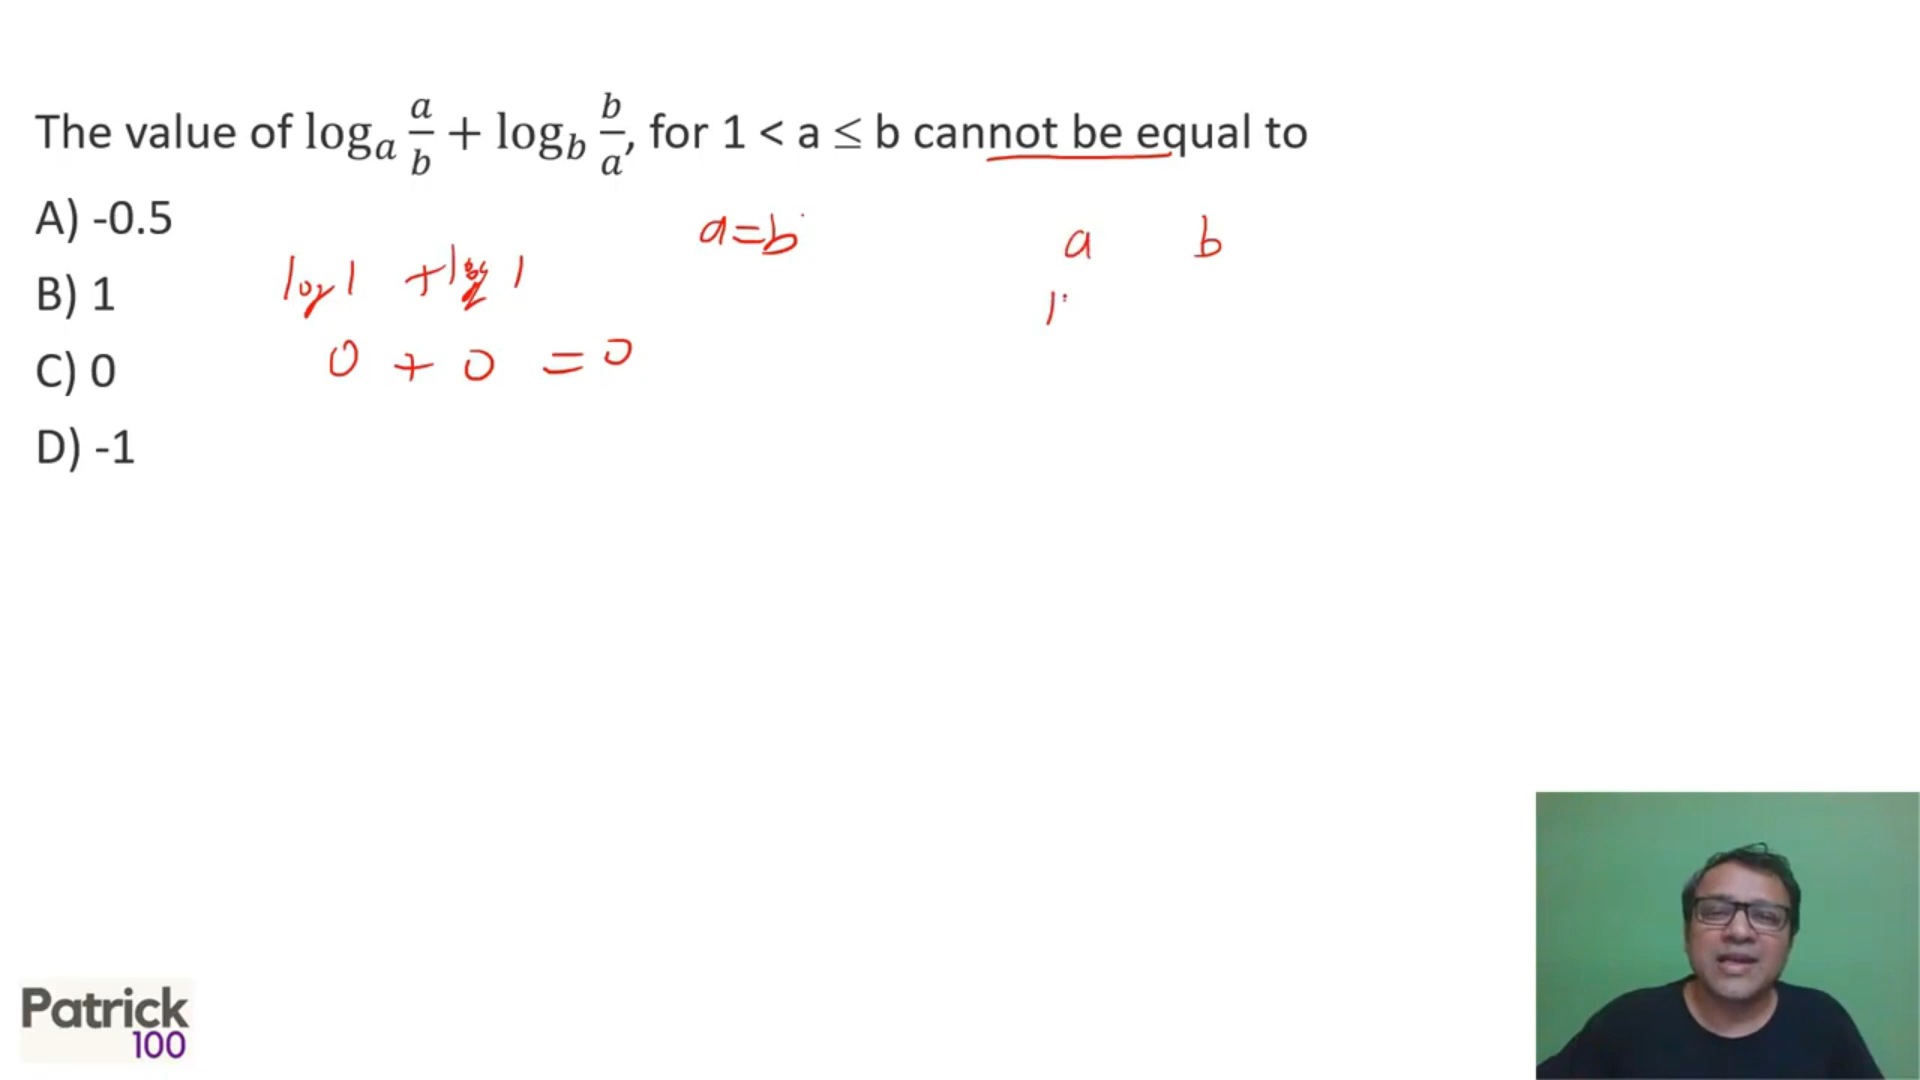 The value of log_a a/b + log_b b/a, for 1 < a ≤ b cannot be equal to
A) -0.5
a=b
a b
log 1 + log 1
B) 1
C) 0
0 + 0 = 0
D) -1
Patrick
100